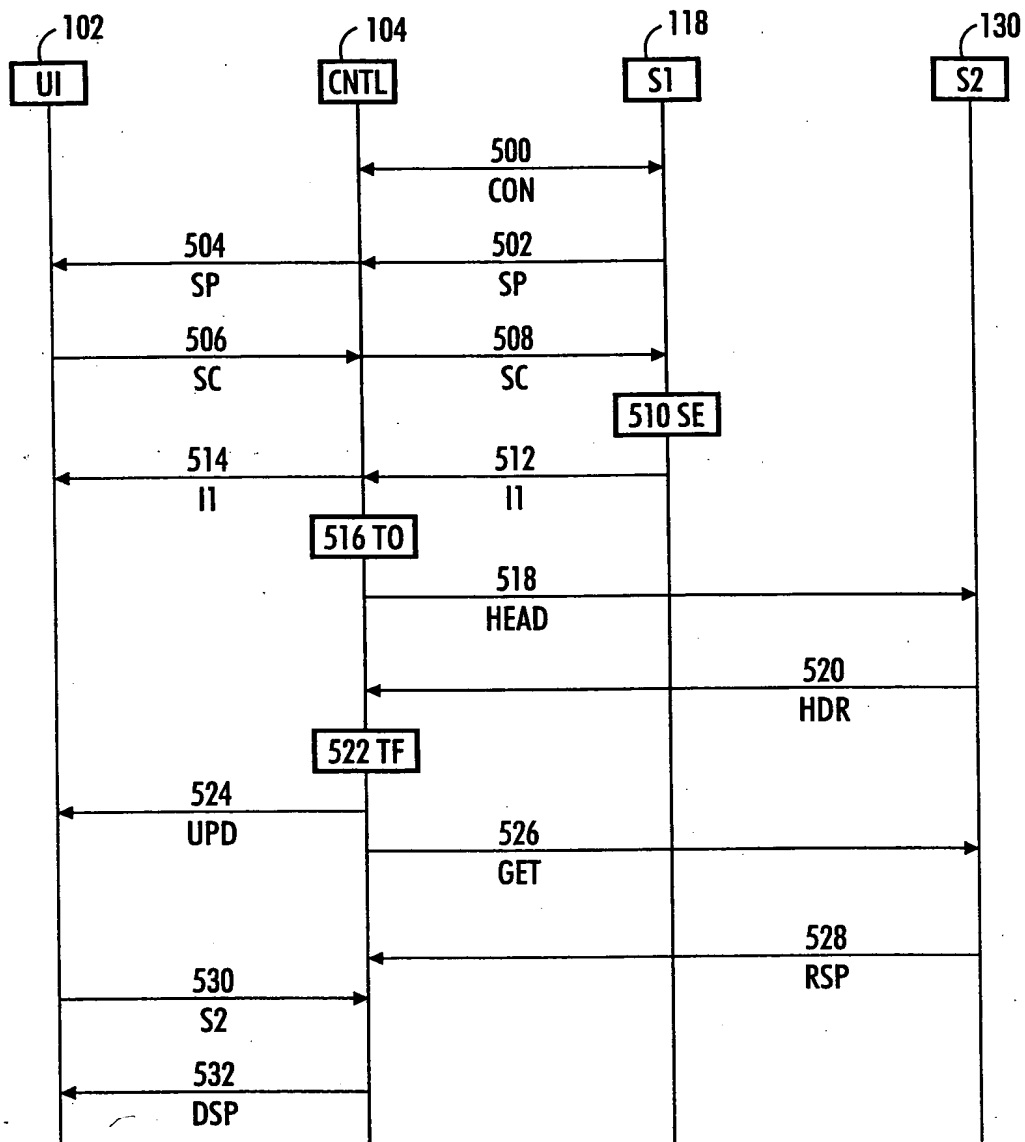 102
104
118
130
UI
CNTL
S1
S2
500
CON
504
502
SP
SP
506
508
SC
SC
510 SE
514
512
I1
I1
516 TO
518
HEAD
520
HDR
522 TF
524
UPD
526
GET
528
RSP
530
S2
532
DSP